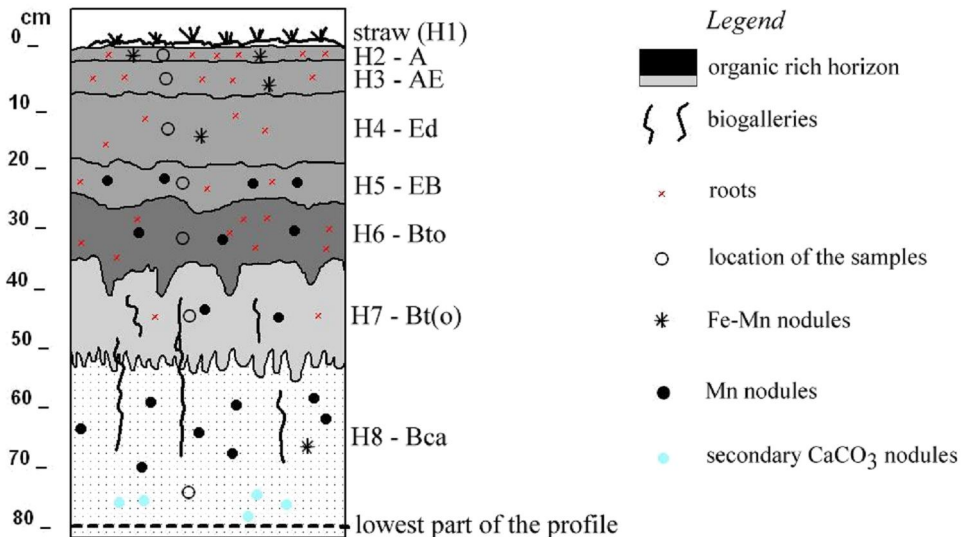 cm
0 _
10 _
20 _
30 _
40 _
50 _
60 _
70 _
80 _
straw (H1)
H2 - A
H3 - AE
H4 - Ed
H5 - EB
H6 - Bto
H7 - Bt(o)
H8 - Bca
lowest part of the profile
Legend
organic rich horizon
biogalleries
roots
location of the samples
Fe-Mn nodules
Mn nodules
secondary CaCO₃ nodules